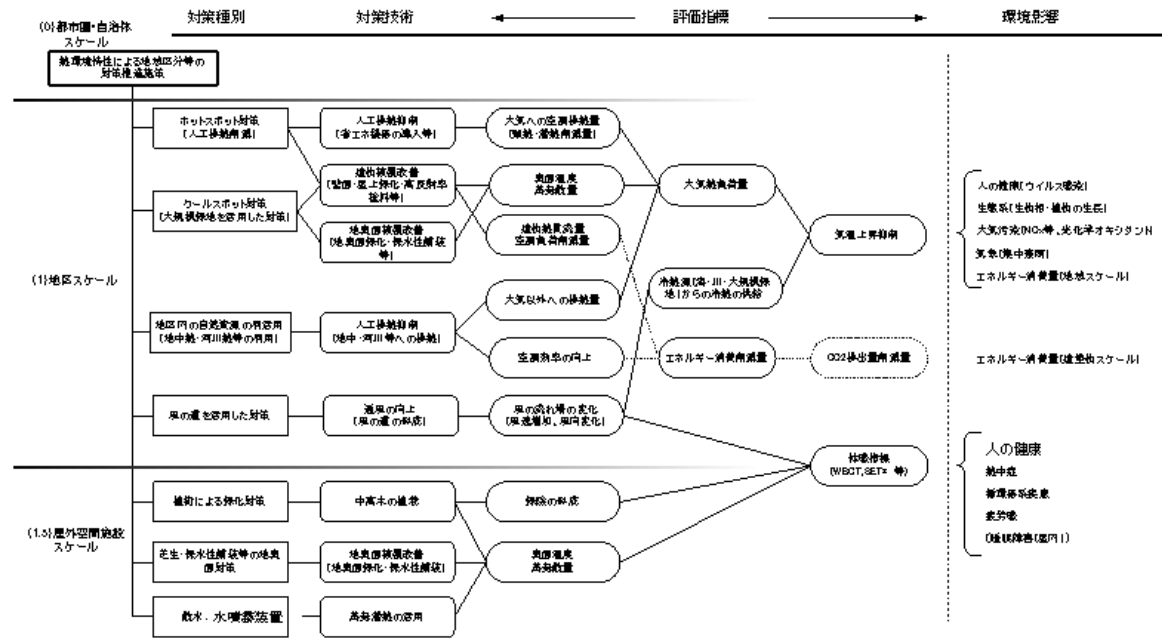 対策種別
対策技術
評価指標
環境影響
(0)都市圏・自治体
スケール
熱環境特性による地域区分等の
対策推進施策
ホットスポット対策
[人工排熱削減]
人工排熱抑制
[省エネ機器の導入等]
大気への空調排熱量
[顕熱・潜熱削減量]
建物被覆改善
[壁面・屋上緑化・高反射率
塗料等]
表面温度
蒸発散量
大気熱負荷量
クールスポット対策
[大規模緑地を活用した対策]
地表面被覆改善
[地表面緑化・保水性舗装
等]
建物熱貫流量
空調負荷削減量
気温上昇抑制
人の健康[ウイルス感染]
生態系[生物相・植物の生長]
大気汚染[NOx等、光化学オキシダント]
気象[集中豪雨]
エネルギー消費量[地域スケール]
(1)地区スケール
大気以外への排熱量
冷熱源[海・川・大規模緑
地]からの冷熱の供給
地区内の自然資源の再活用
[地中熱・河川熱等の利用]
人工排熱抑制
[地中・河川等への排熱]
空調効率の向上
エネルギー消費削減量
CO2排出量削減量
エネルギー消費量[建築物スケール]
風の道を活用した対策
通風の向上
[風の道の形成]
風の流れ場の変化
[風速増加、風向変化]
体感指標
(WBGT,SET* 等)
人の健康
熱中症
循環器系疾患
疲労感
(睡眠障害[屋内])
植樹による緑化対策
中高木の植栽
緑陰の形成
(1.5)屋外空間施設
スケール
芝生・保水性舗装等の地表
面対策
地表面被覆改善
[地表面緑化・保水性舗装]
表面温度
蒸発散量
散水．水噴霧装置
蒸発潜熱の活用